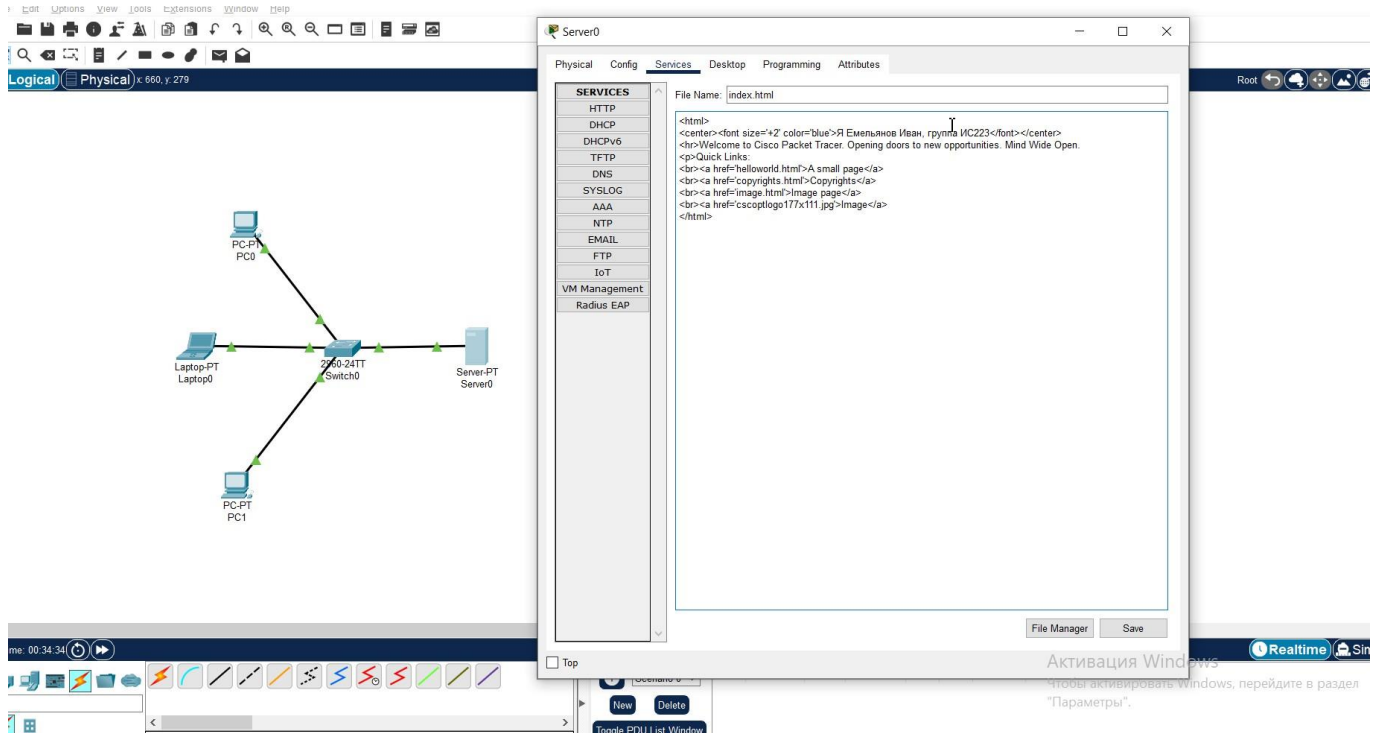 Edit Options View Tools Extensions Window Help
Logical Physical x: 660, y: 279
Root
PC-PT
PC0
Laptop-PT
Laptop0
2960-24TT
Switch0
Server-PT
Server0
PC-PT
PC1
Server0
Physical Config Services Desktop Programming Attributes
SERVICES
HTTP
DHCP
DHCPv6
TFTP
DNS
SYSLOG
AAA
NTP
EMAIL
FTP
IoT
VM Management
Radius EAP
File Name: index.html
<html>
<center><font size='+2' color='blue'>Я Емельянов Иван, группа ИС223</font></center>
<hr>Welcome to Cisco Packet Tracer. Opening doors to new opportunities. Mind Wide Open.
<p>Quick Links:
<br><a href='helloworld.html'>A small page</a>
<br><a href='copyrights.html'>Copyrights</a>
<br><a href='image.html'>Image page</a>
<br><a href='cscoptlogo177x111.jpg'>Image</a>
</html>
File Manager Save
Top
me: 00:34:34
Realtime Sim
Активация Windows
Чтобы активировать Windows, перейдите в раздел
"Параметры".
New Delete
Toggle PDU List Window